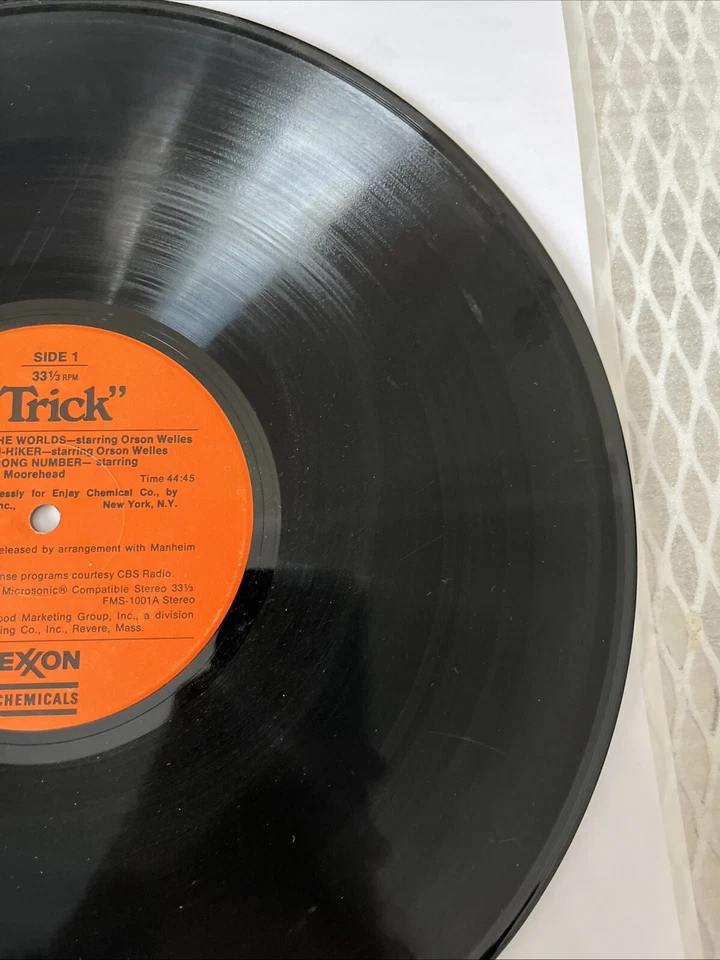 SIDE 1
33⅓ RPM
Trick”
HE WORLDS—starring Orson Welles
-HIKER—starring Orson Welles
ONG NUMBER— starring
Moorehead Time 44:45
essly for Enjay Chemical Co., by
nc., New York, N.Y.
eleased by arrangement with Manheim
nse programs courtesy CBS Radio.
Microsonic® Compatible Stereo 33⅓
FMS-1001A Stereo
ood Marketing Group, Inc., a division
ing Co., Inc., Revere, Mass.
EXXON
CHEMICALS